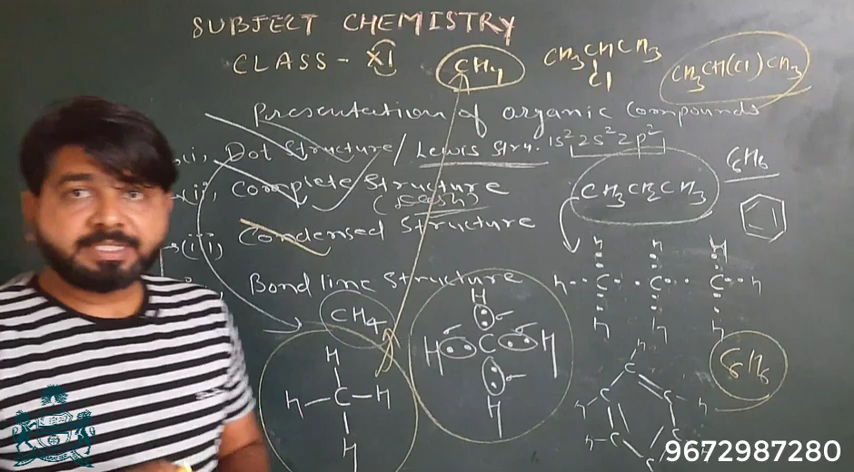 SUBJECT CHEMISTRY
CLASS - XI
CH4
CH3CHCH3
Cl
CH3CH(Cl)CH3
Presentation of organic compounds
(i) Dot Structure / Lewis Stru. 1s² 2s² 2p²
C6H6
(ii) Complete Structure
(Dash)
CH3CH2CH3
(iii) Condensed Structure
Bond line Structure
H H H
H C C C H
H H H
CH4
H
H C H
H
H
H-C-H
H
C6H6
H
C
C C H
H
H C C
C
9672987280